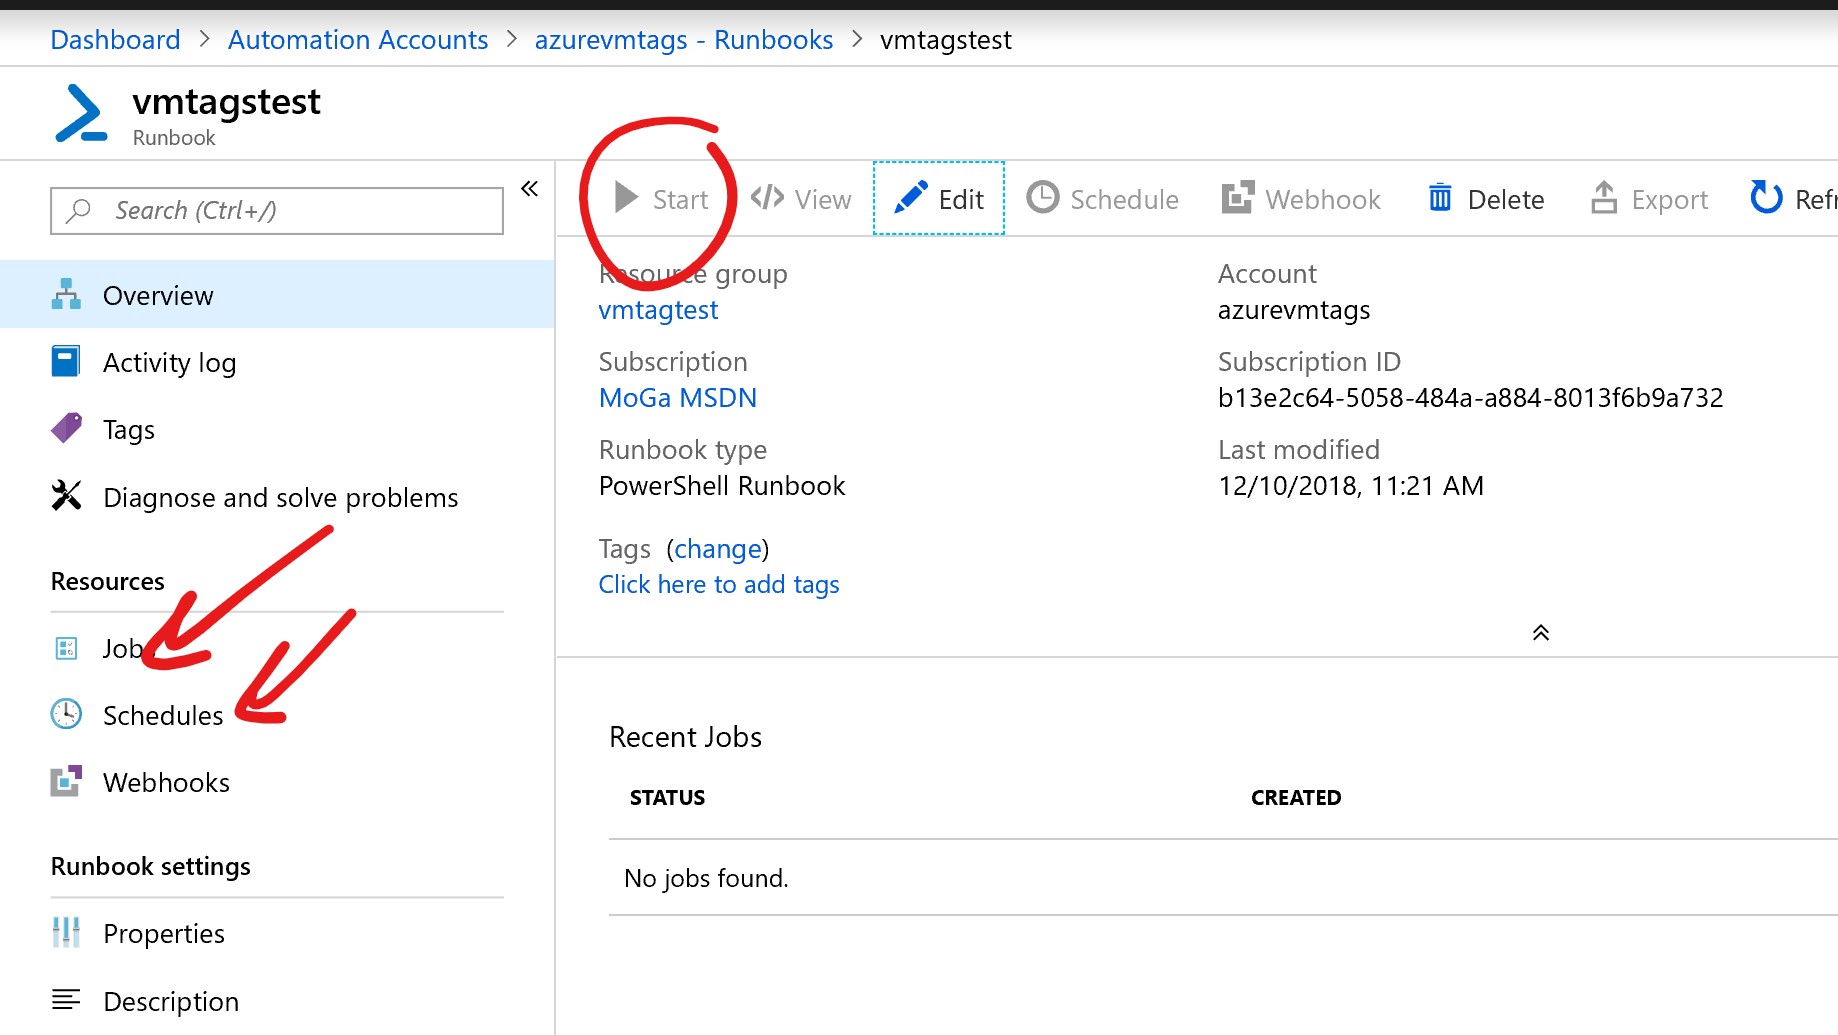 Dashboard > Automation Accounts > azurevmtags - Runbooks > vmtagstest
vmtagstest
Runbook
Search (Ctrl+/)
«
Start
View
Edit
Schedule
Webhook
Delete
Export
Refr
Overview
Activity log
Tags
Diagnose and solve problems
Resources
Jobs
Schedules
Webhooks
Runbook settings
Properties
Description
Resource group
vmtagtest
Account
azurevmtags
Subscription
MoGa MSDN
Subscription ID
b13e2c64-5058-484a-a884-8013f6b9a732
Runbook type
PowerShell Runbook
Last modified
12/10/2018, 11:21 AM
Tags (change)
Click here to add tags
Recent Jobs
STATUS CREATED
No jobs found.